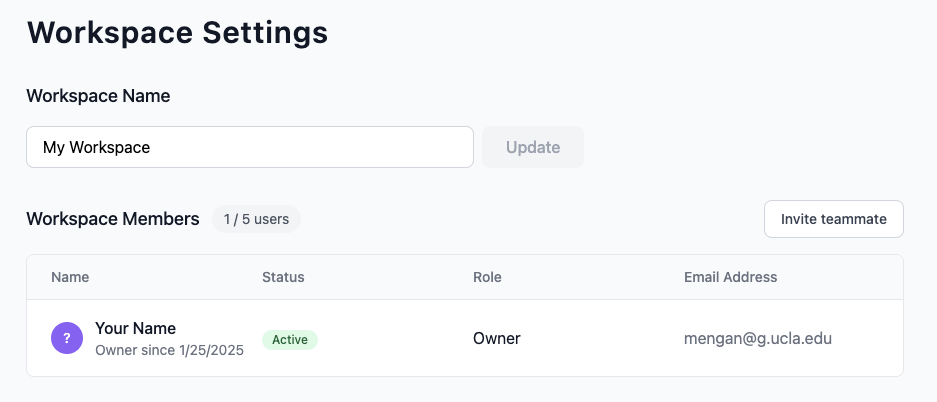 Workspace Settings
Workspace Name
My Workspace Update
Workspace Members 1 / 5 users Invite teammate
Name Status Role Email Address
? Your Name Active Owner mengan@g.ucla.edu
Owner since 1/25/2025